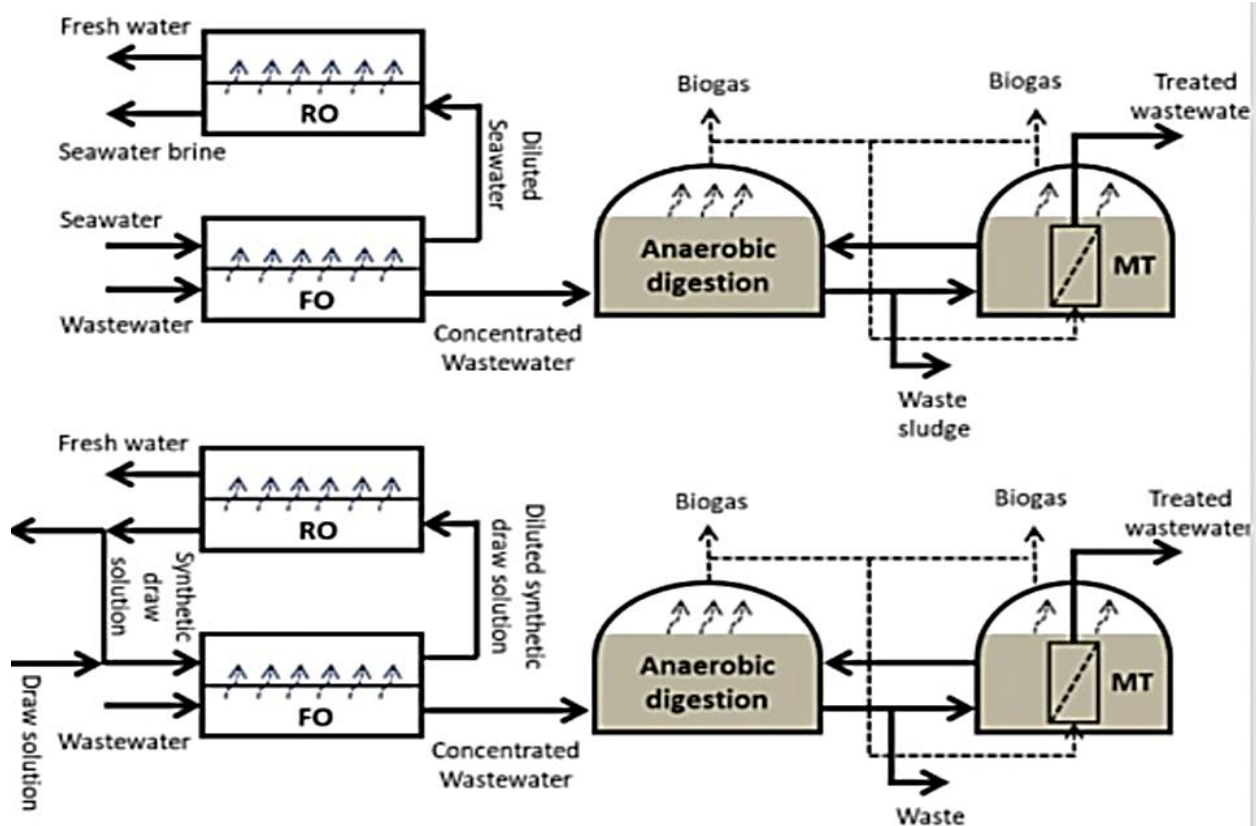 Fresh water
RO
Seawater brine
Diluted
Seawater
Seawater
FO
Wastewater
Concentrated
Wastewater
Biogas
Anaerobic
digestion
Biogas
Treated
wastewate
MT
Waste
sludge
Fresh water
RO
Synthetic
draw
solution
Diluted synthetic
draw solution
Draw solution
FO
Wastewater
Concentrated
Wastewater
Biogas
Anaerobic
digestion
Biogas
Treated
wastewater
MT
Waste